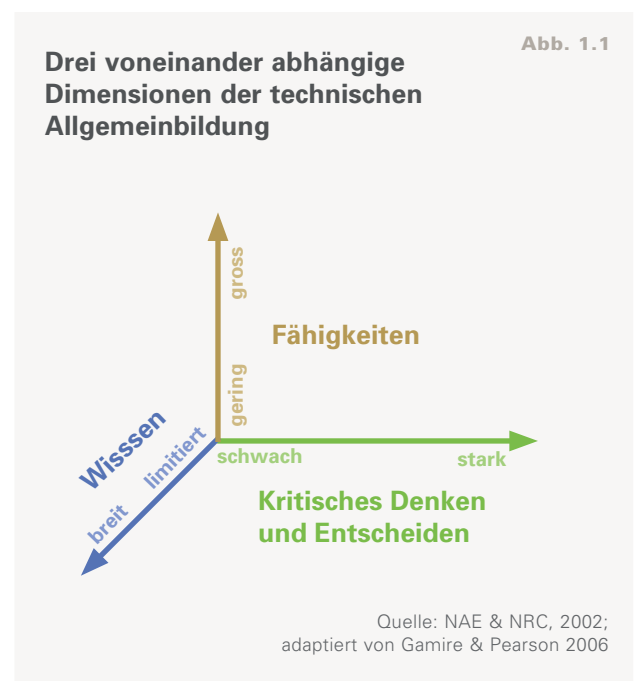 Abb. 1.1
Drei voneinander abhängige
Dimensionen der technischen
Allgemeinbildung
gross
Fähigkeiten
gering
Wisssen
limitiert
breit
schwach
stark
Kritisches Denken
und Entscheiden
Quelle: NAE & NRC, 2002;
adaptiert von Gamire & Pearson 2006